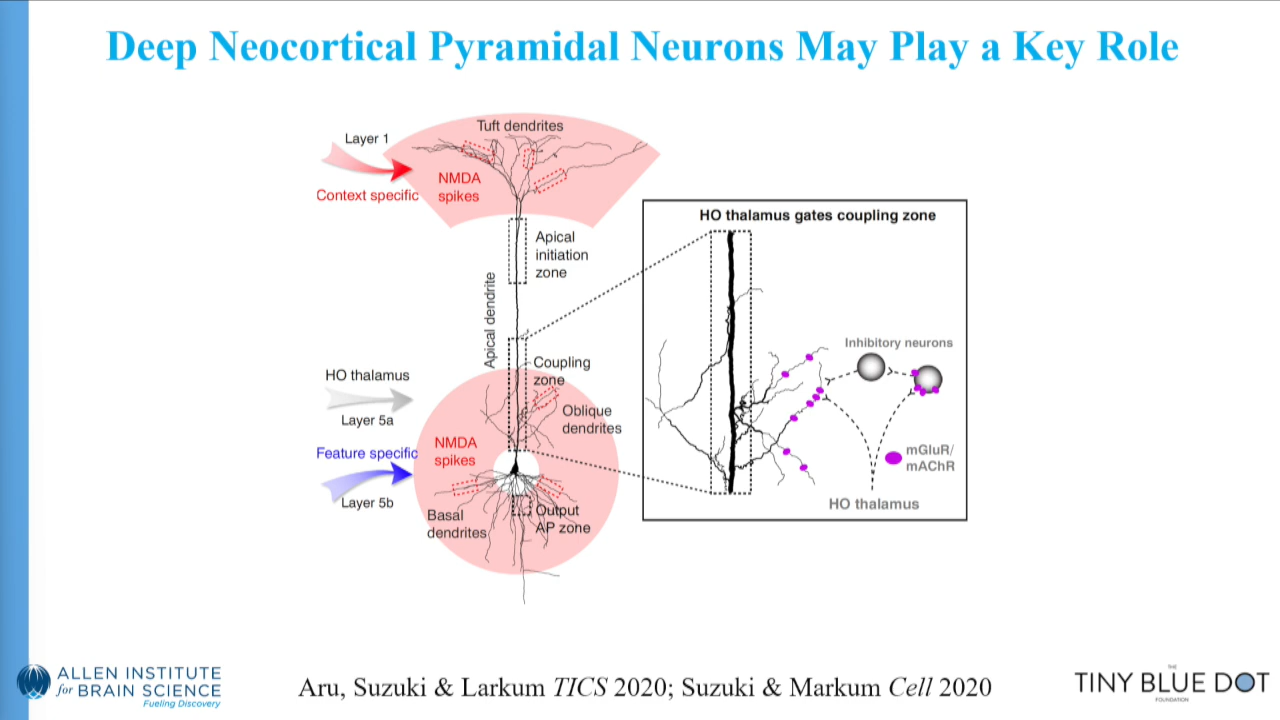 Deep Neocortical Pyramidal Neurons May Play a Key Role
Layer 1
Context specific
Tuft dendrites
NMDA
spikes
Apical
initiation
zone
Apical dendrite
HO thalamus
Layer 5a
Feature specific
Layer 5b
Coupling
zone
Oblique
dendrites
NMDA
spikes
Basal
dendrites
Output
AP zone
HO thalamus gates coupling zone
Inhibitory neurons
mGluR/
mAChR
HO thalamus
ALLEN INSTITUTE
for BRAIN SCIENCE
Fueling Discovery
Aru, Suzuki & Larkum TICS 2020; Suzuki & Markum Cell 2020
THE
TINY BLUE DOT
FOUNDATION